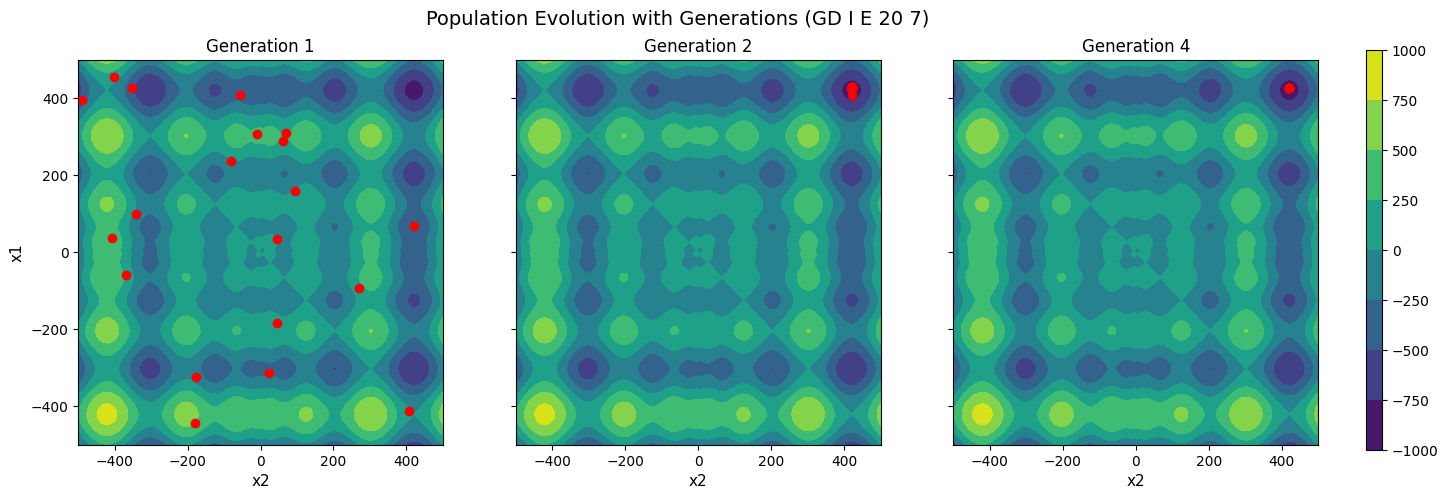 Population Evolution with Generations (GD I E 20 7)
Generation 1
Generation 2
Generation 4
x1
400
200
0
−200
−400
−400 −200 0 200 400
x2
−400 −200 0 200 400
x2
−400 −200 0 200 400
x2
1000
750
500
250
0
−250
−500
−750
−1000